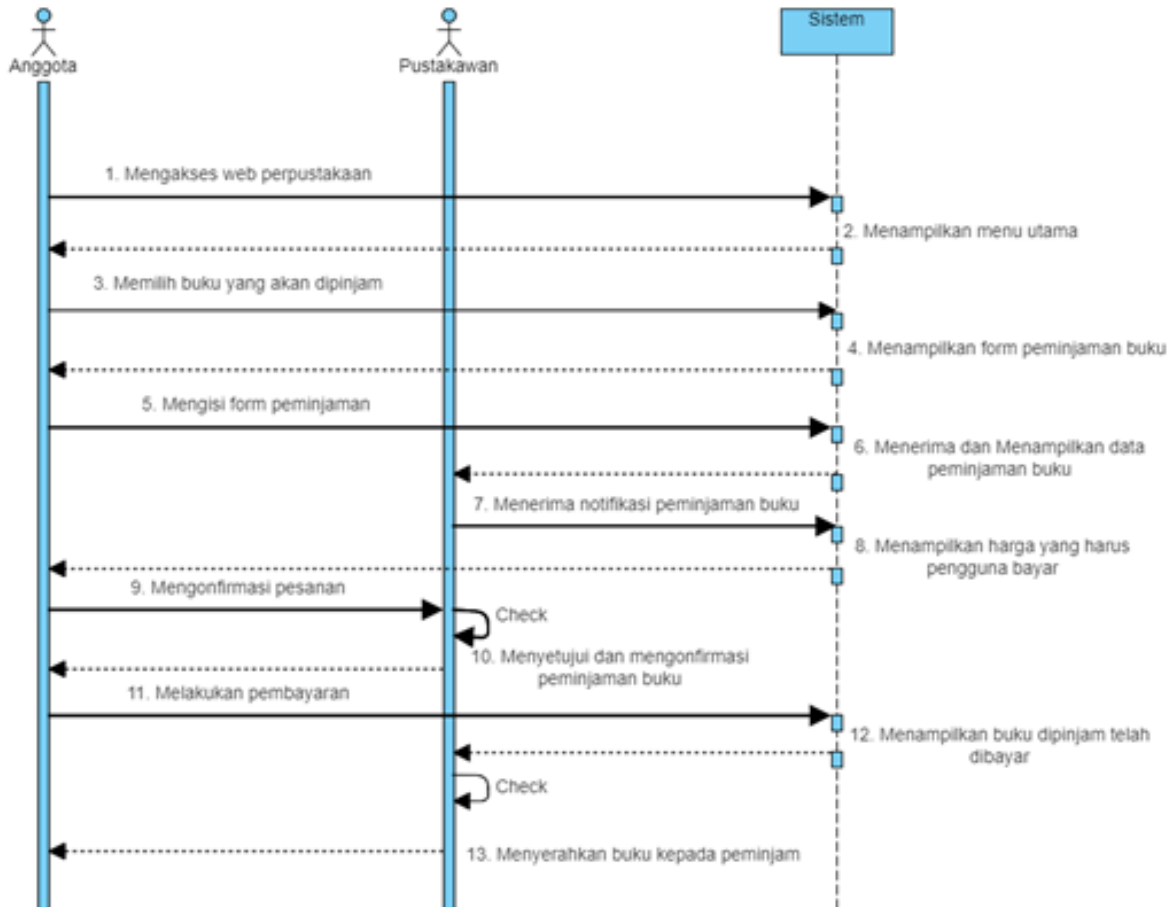 Anggota
Pustakawan
Sistem
1. Mengakses web perpustakaan
2. Menampilkan menu utama
3. Memilih buku yang akan dipinjam
4. Menampilkan form peminjaman buku
5. Mengisi form peminjaman
6. Menerima dan Menampilkan data
peminjaman buku
7. Menerima notifikasi peminjaman buku
8. Menampilkan harga yang harus
pengguna bayar
9. Mengonfirmasi pesanan
Check
10. Menyetujui dan mengonfirmasi
peminjaman buku
11. Melakukan pembayaran
12. Menampilkan buku dipinjam telah
dibayar
Check
13. Menyerahkan buku kepada peminjam